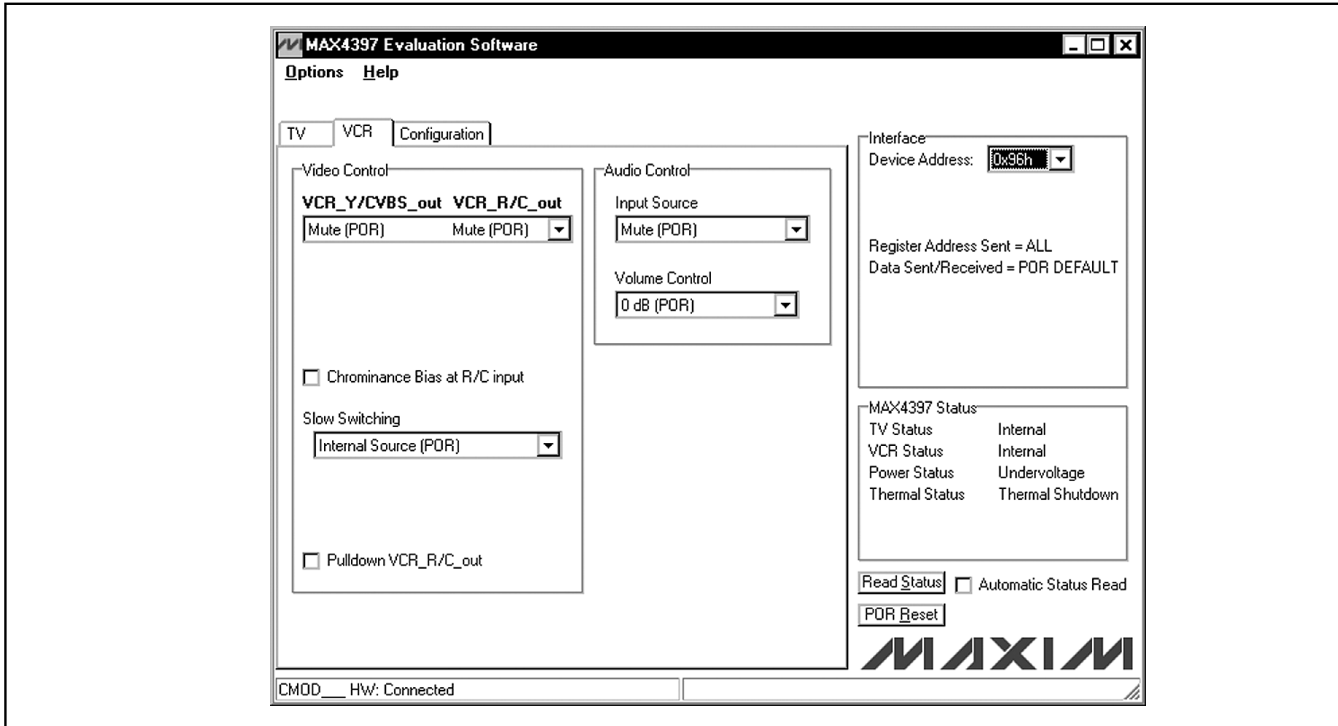 MAX4397 Evaluation Software
Options Help
TV VCR Configuration
Video Control
VCR_Y/CVBS_out VCR_R/C_out
Mute (POR) Mute (POR)
Chrominance Bias at R/C input
Slow Switching
Internal Source (POR)
Pulldown VCR_R/C_out
Audio Control
Input Source
Mute (POR)
Volume Control
0 dB (POR)
Interface
Device Address: 0x96h
Register Address Sent = ALL
Data Sent/Received = POR DEFAULT
MAX4397 Status
TV Status Internal
VCR Status Internal
Power Status Undervoltage
Thermal Status Thermal Shutdown
Read Status Automatic Status Read
POR Reset
MAXIM
CMOD___ HW: Connected